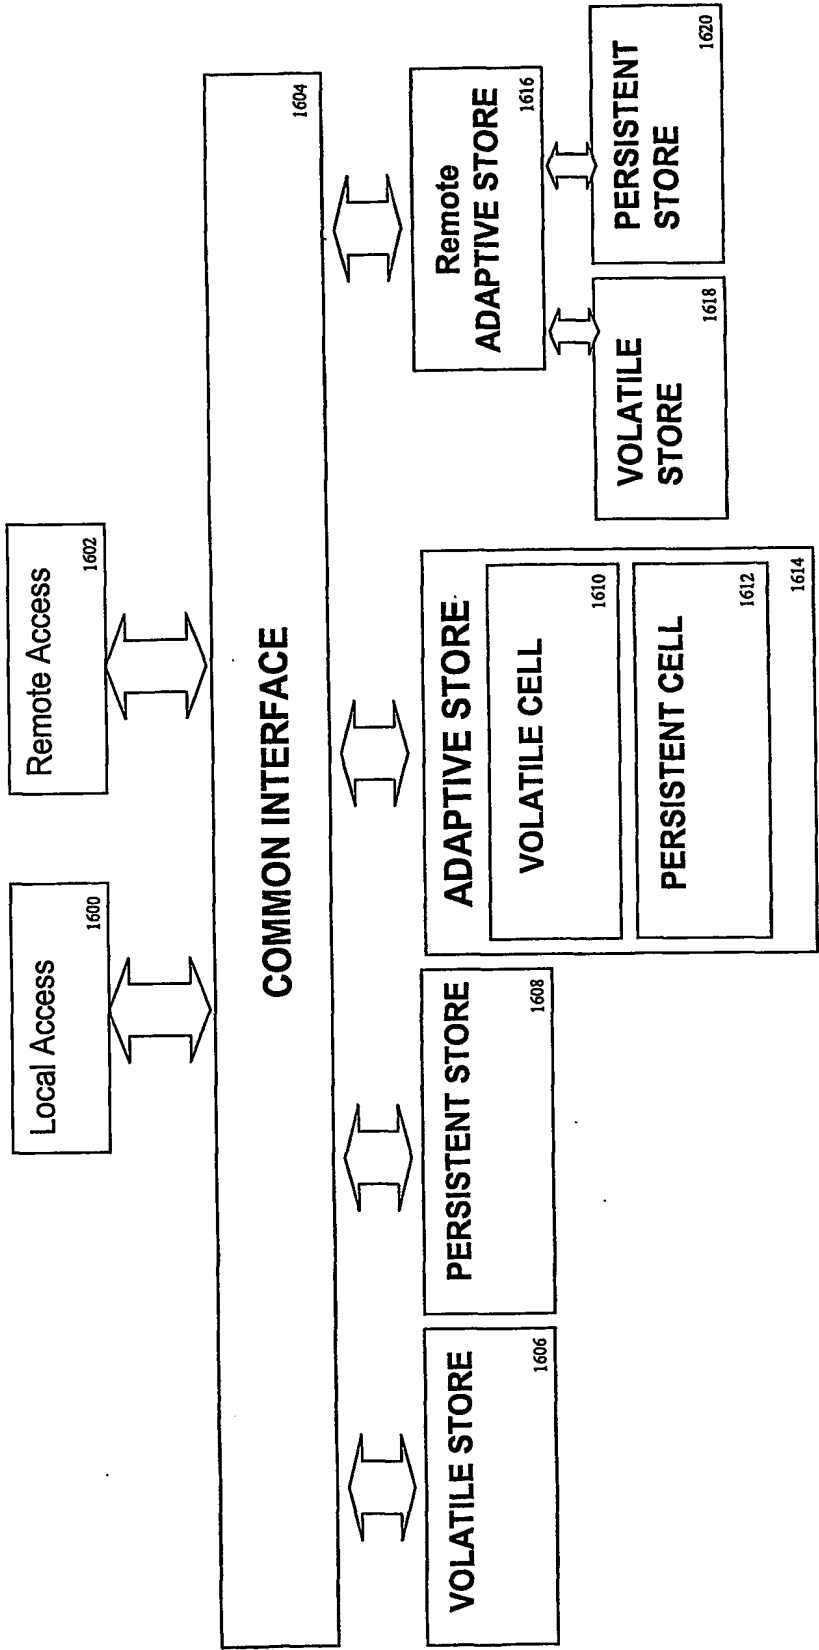 Local Access
1600
Remote Access
1602
COMMON INTERFACE
1604
VOLATILE STORE
1606
PERSISTENT STORE
1608
ADAPTIVE STORE
VOLATILE CELL
1610
PERSISTENT CELL
1612
1614
Remote
ADAPTIVE STORE
1616
VOLATILE
STORE
1618
PERSISTENT
STORE
1620